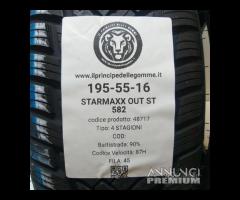 www.ilprincipedellegomme.it
195-55-16
STARMAXX OUT ST
582
codice prodotto: 48717
Tipo: 4 STAGIONI
COD:
Battistrada: 90%
Codice Velocità: 87H
FILA: 45
ANNUNCI
PREMIUM